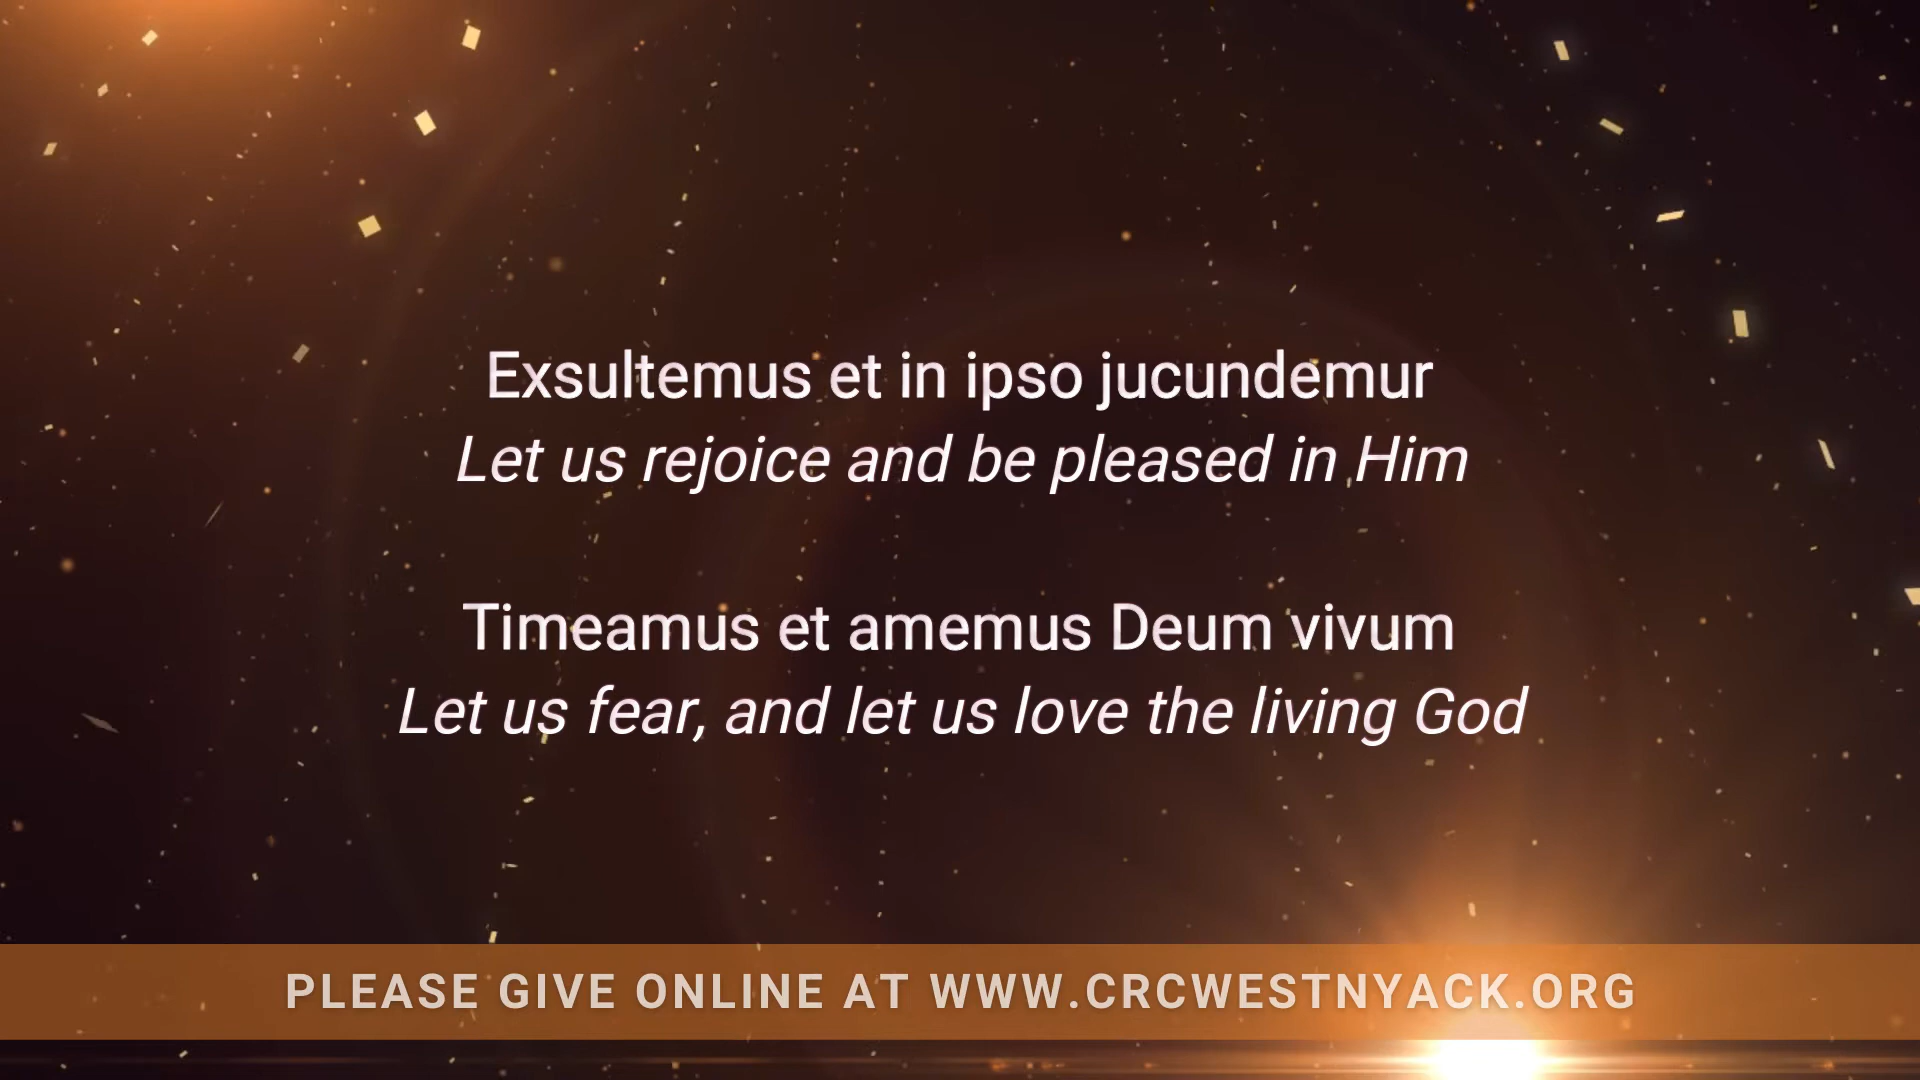 Exsultemus et in ipso jucundemur
Let us rejoice and be pleased in Him
Timeamus et amemus Deum vivum
Let us fear, and let us love the living God
PLEASE GIVE ONLINE AT WWW.CRCWESTNYACK.ORG